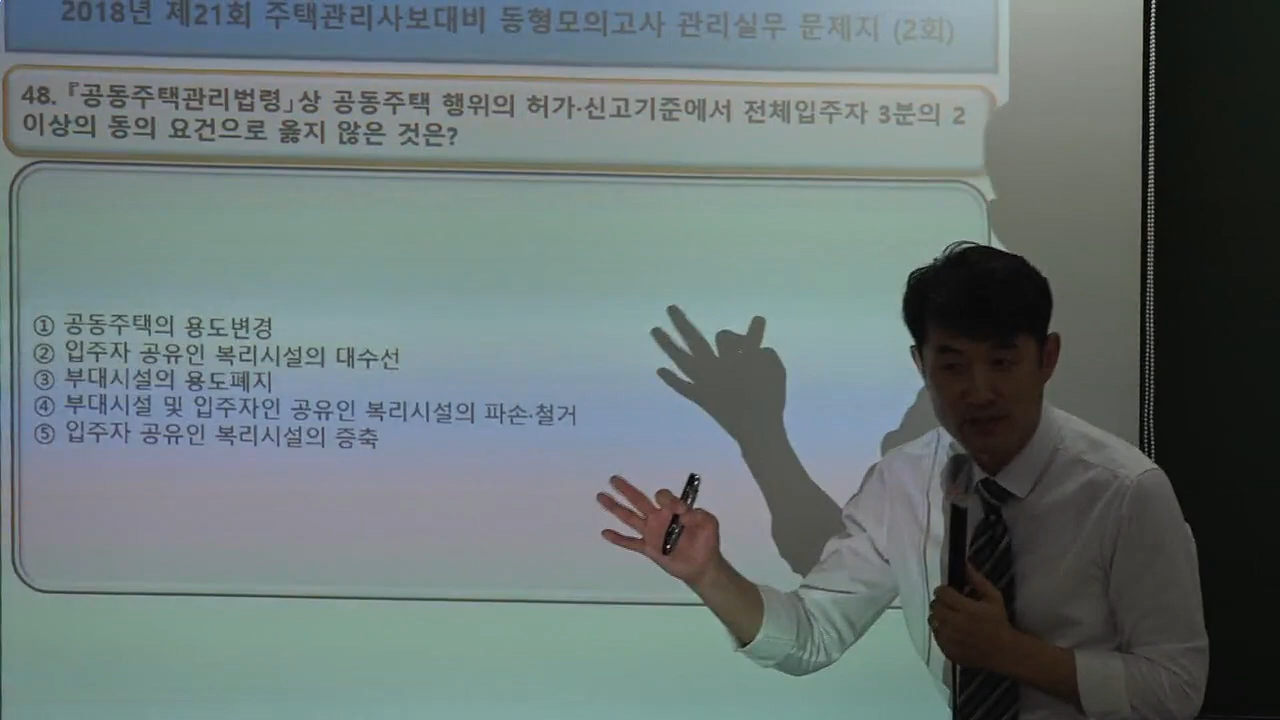 2018년 제21회 주택관리사보대비 동형모의고사 관리실무 문제지 (2회)
48. 『공동주택관리법령」상 공동주택 행위의 허가·신고기준에서 전체입주자 3분의 2
이상의 동의 요건으로 옳지 않은 것은?
① 공동주택의 용도변경
② 입주자 공유인 복리시설의 대수선
③ 부대시설의 용도폐지
④ 부대시설 및 입주자인 공유인 복리시설의 파손·철거
⑤ 입주자 공유인 복리시설의 증축